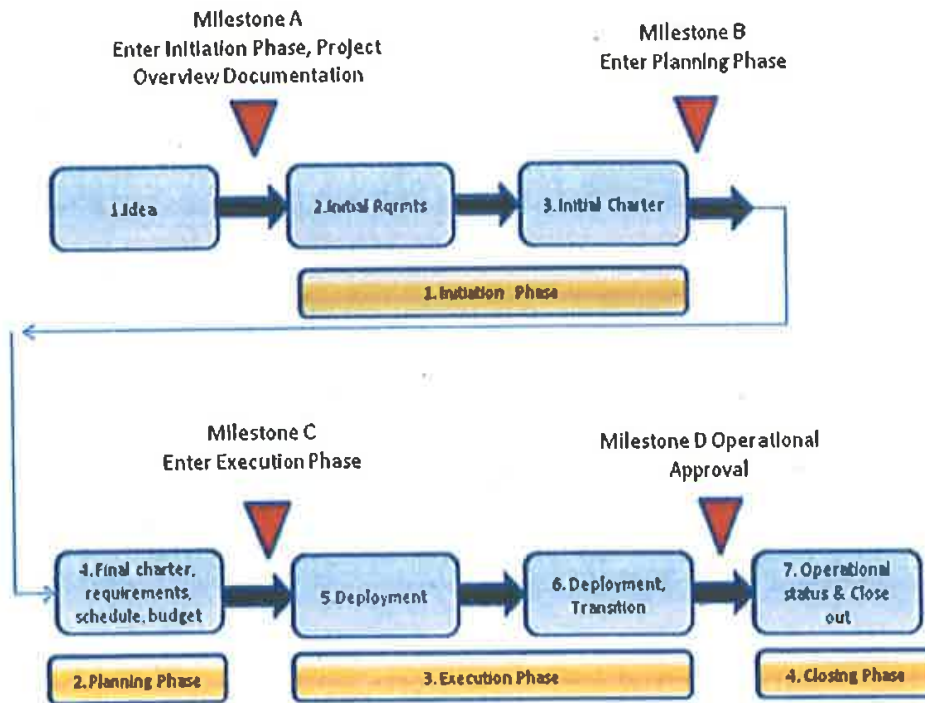 Milestone A
Enter Initiation Phase, Project
Overview Documentation
Milestone B
Enter Planning Phase
1.Idea
2.Initial Rqrmts
3. Initial Charter
1. Initiation Phase
Milestone C
Enter Execution Phase
Milestone D Operational
Approval
4. Final charter,
requirements,
schedule, budget
5 Deployment
6. Deployment,
Transition
7. Operational
status & Close
out
2. Planning Phase
3. Execution Phase
4. Closing Phase